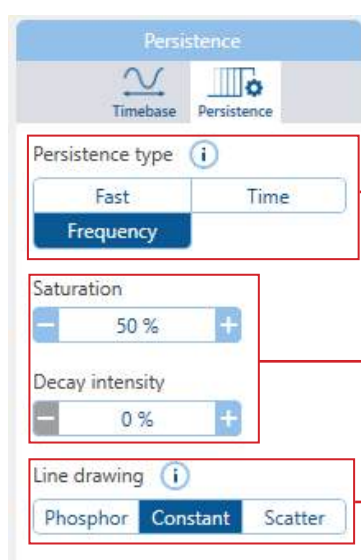 Persistence
Timebase Persistence
Persistence type i
Fast Time
Frequency
Saturation
− 50 % +
Decay intensity
− 0 % +
Line drawing i
Phosphor Constant Scatter